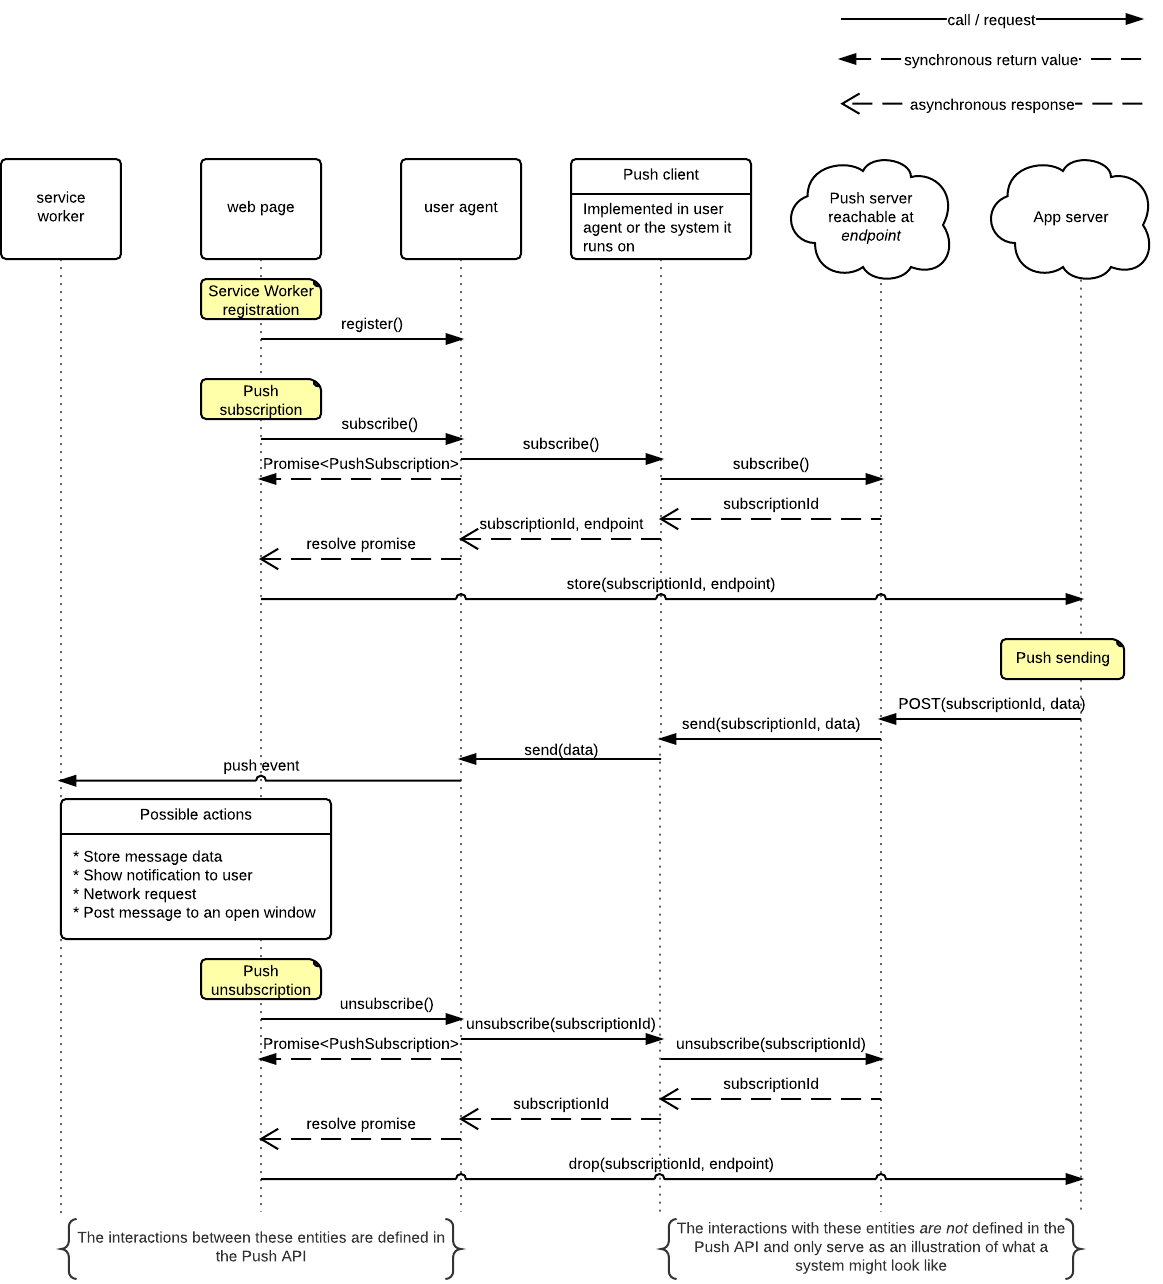 call / request
synchronous return value
asynchronous response
service
worker
web page
user agent
Push client
Implemented in user
agent or the system it
runs on
Push server
reachable at
endpoint
App server
Service Worker
registration
register()
Push
subscription
subscribe()
subscribe()
Promise<PushSubscription>
subscribe()
subscriptionId
subscriptionId, endpoint
resolve promise
store(subscriptionId, endpoint)
Push sending
POST(subscriptionId, data)
send(subscriptionId, data)
send(data)
push event
Possible actions
* Store message data
* Show notification to user
* Network request
* Post message to an open window
Push
unsubscription
unsubscribe()
unsubscribe(subscriptionId)
Promise<PushSubscription>
unsubscribe(subscriptionId)
subscriptionId
subscriptionId
resolve promise
drop(subscriptionId, endpoint)
The interactions between these entities are defined in
the Push API
The interactions with these entities are not defined in the
Push API and only serve as an illustration of what a
system might look like